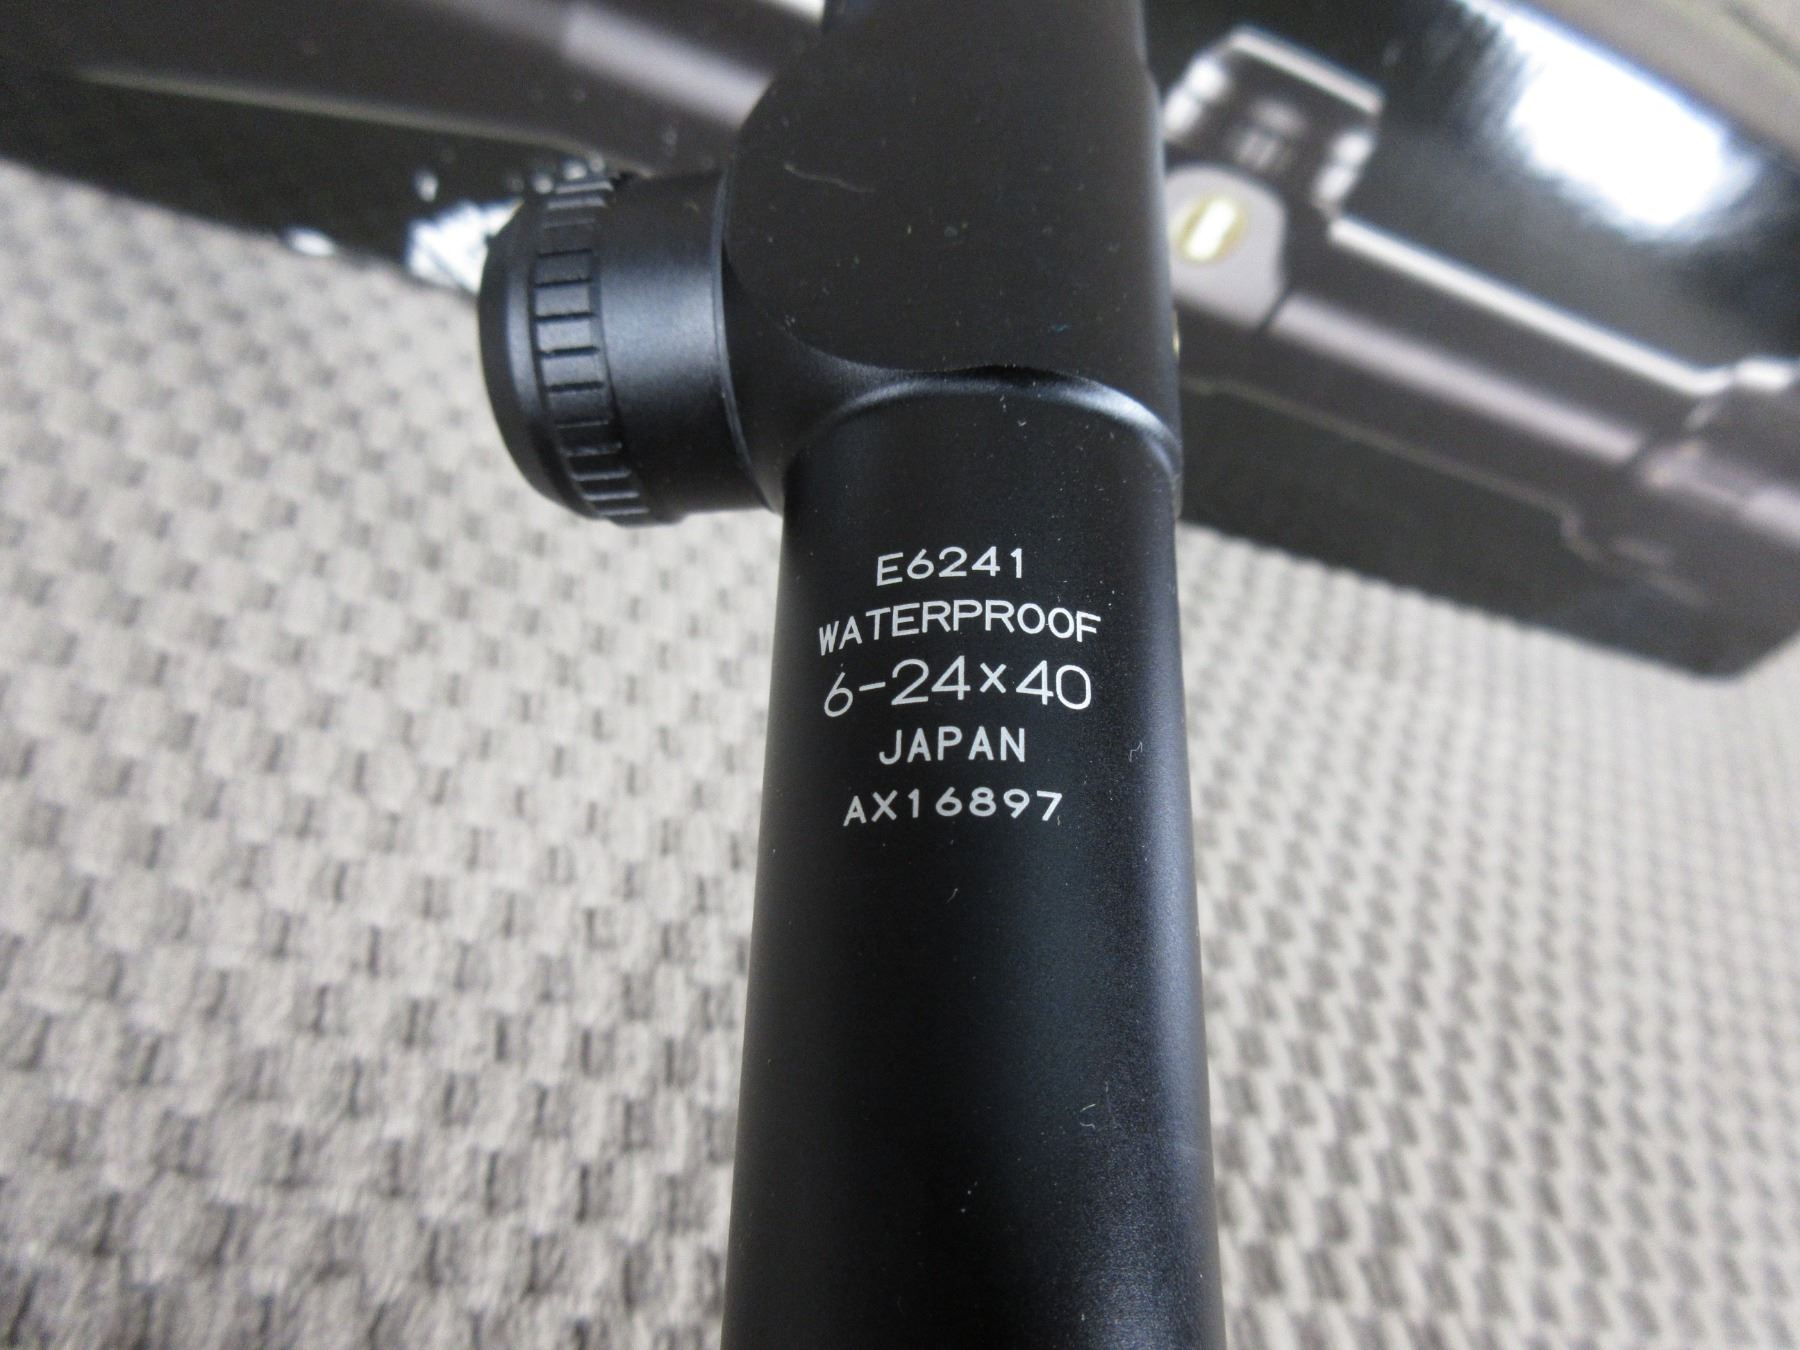 E6241
WATERPROOF
6-24×40
JAPAN
AX16897